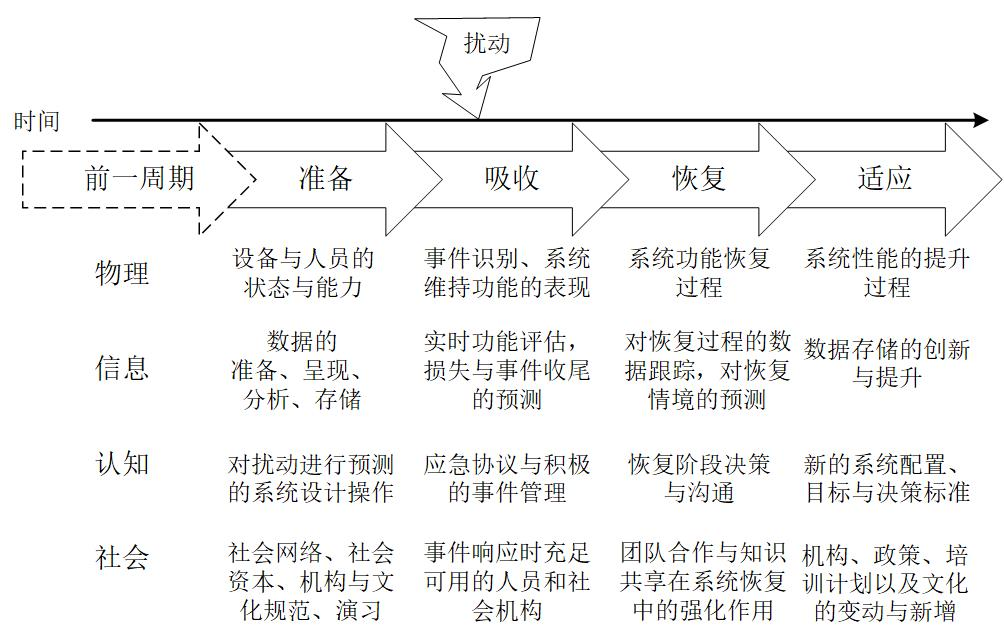 扰动
时间
前一周期
准备
吸收
恢复
适应
物理
设备与人员的
状态与能力
事件识别、系统
维持功能的表现
系统功能恢复
过程
系统性能的提升
过程
信息
数据的
准备、呈现、
分析、存储
实时功能评估，
损失与事件收尾
的预测
对恢复过程的数
据跟踪，对恢复
情境的预测
数据存储的创新
与提升
认知
对扰动进行预测
的系统设计操作
应急协议与积极
的事件管理
恢复阶段决策
与沟通
新的系统配置、
目标与决策标准
社会
社会网络、社会
资本、机构与文
化规范、演习
事件响应时充足
可用的人员和社
会机构
团队合作与知识
共享在系统恢复
中的强化作用
机构、政策、培
训计划以及文化
的变动与新增